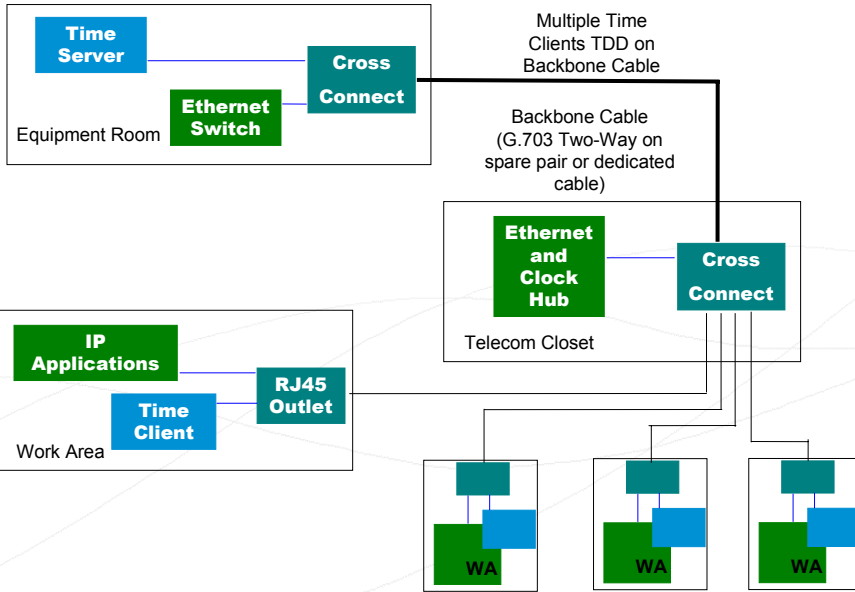 Time
Server
Cross
Connect
Ethernet
Switch
Equipment Room
Multiple Time
Clients TDD on
Backbone Cable
Backbone Cable
(G.703 Two-Way on
spare pair or dedicated
cable)
Ethernet
and
Clock
Hub
Cross
Connect
Telecom Closet
IP
Applications
RJ45
Outlet
Time
Client
Work Area
WA
WA
WA